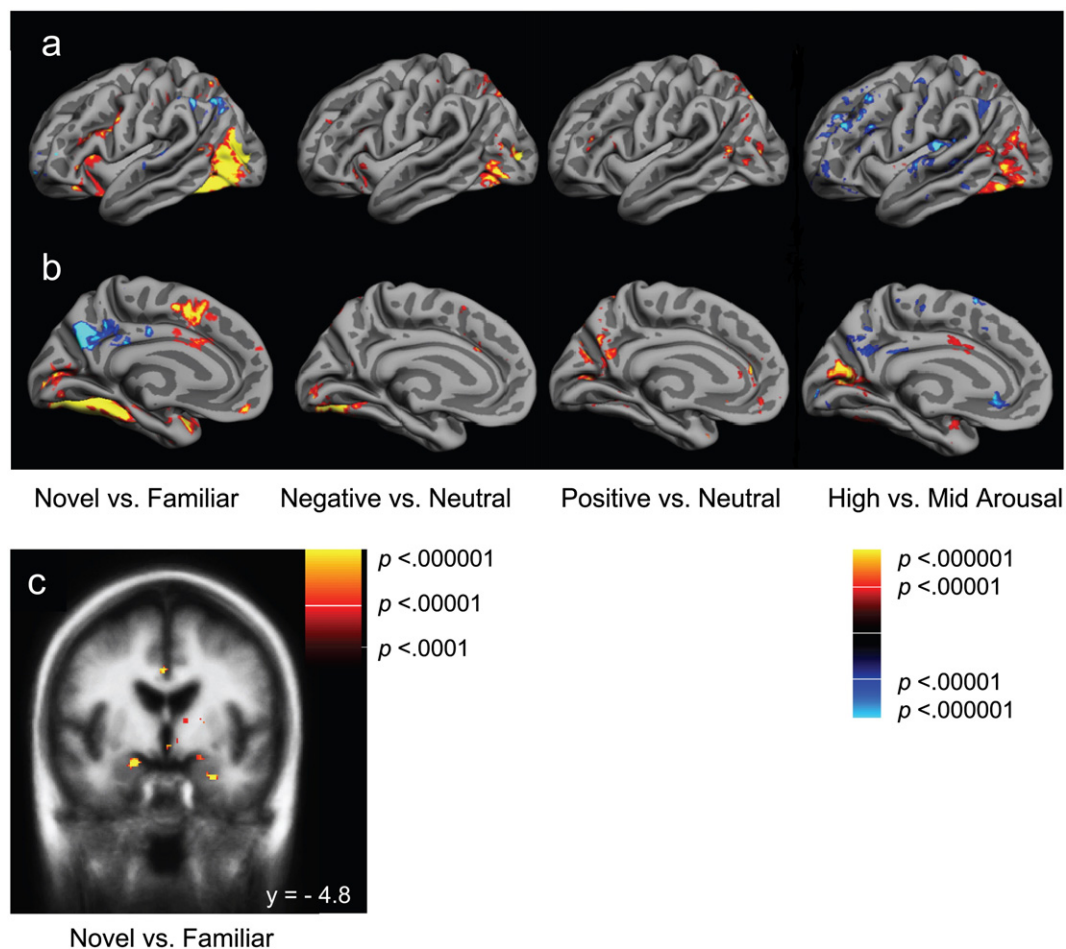 a
b
Novel vs. Familiar
Negative vs. Neutral
Positive vs. Neutral
High vs. Mid Arousal
c
p <.000001
p <.00001
p <.0001
p <.000001
p <.00001
p <.00001
p <.000001
y = - 4.8
Novel vs. Familiar